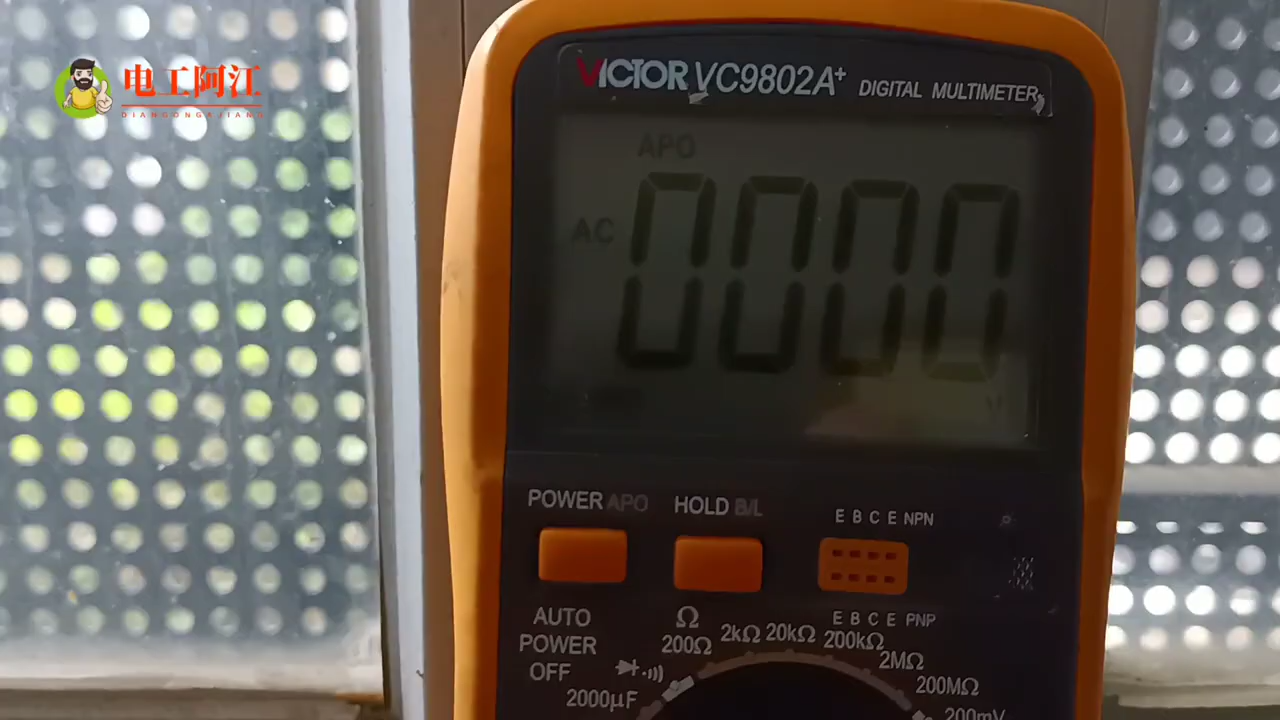 电工阿江
DIANGONGAJIANG
VICTOR VC9802A+ DIGITAL MULTIMETER
APO
AC
0000
POWER APO HOLD B/L
E B C E NPN
E B C E PNP
AUTO
POWER
OFF
Ω
200Ω 2kΩ 20kΩ 200kΩ 2MΩ 200MΩ 200mV
2000μF